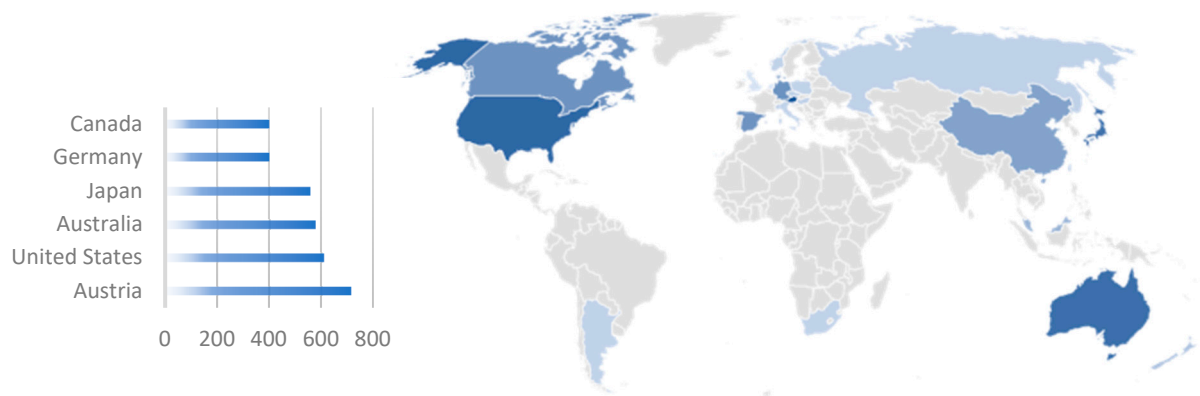 Canada
Germany
Japan
Australia
United States
Austria
0 200 400 600 800